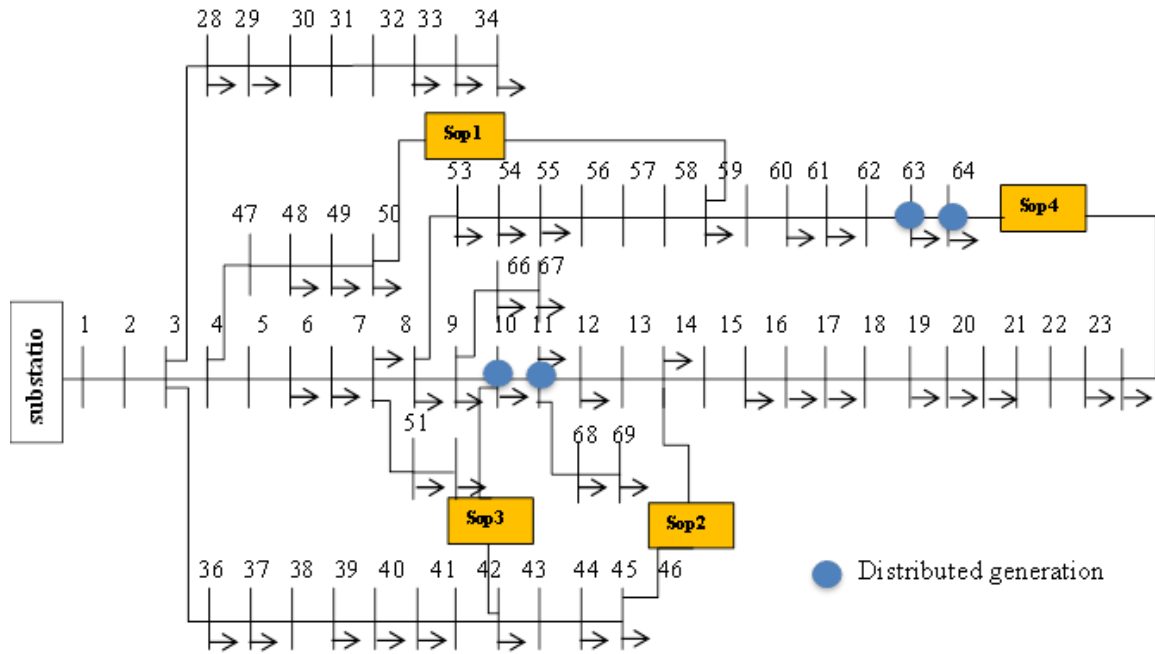 28 29 30 31 32 33 34
Sop1
53 54 55 56 57 58 59 60 61 62 63 64
Sop4
47 48 49 50
66 67
substatio
1 2 3 4 5 6 7 8 9 10 11 12 13 14 15 16 17 18 19 20 21 22 23
51
68 69
Sop3
Sop2
36 37 38 39 40 41 42 43 44 45 46
Distributed generation